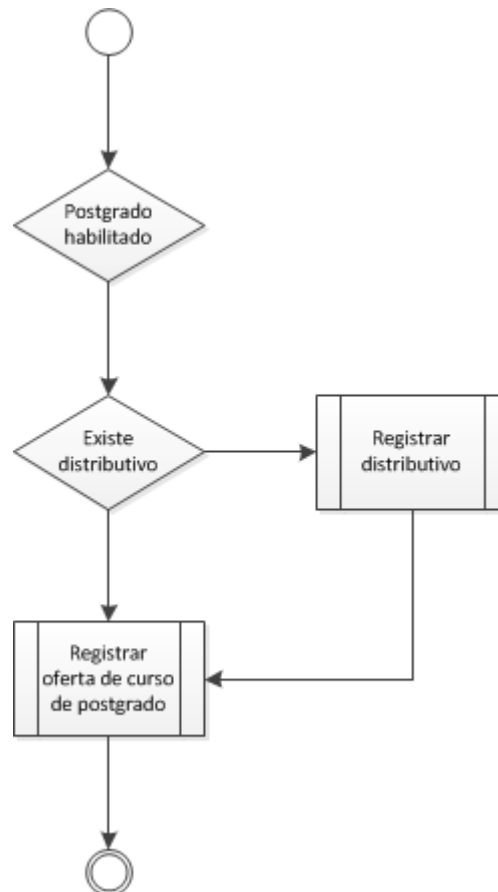 Postgrado
habilitado
Existe
distributivo
Registrar
distributivo
Registrar
oferta de curso
de postgrado